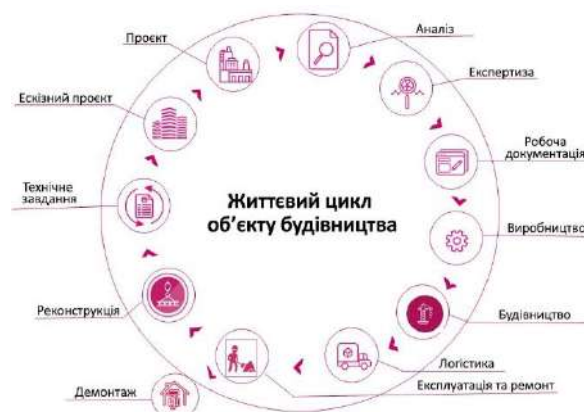 Проєкт
Аналіз
Експертиза
Ескізний проєкт
Робоча
документація
Технічне
завдання
Життєвий цикл
об’єкту будівництва
Виробництво
Реконструкція
Будівництво
Логістика
Експлуатація та ремонт
Демонтаж